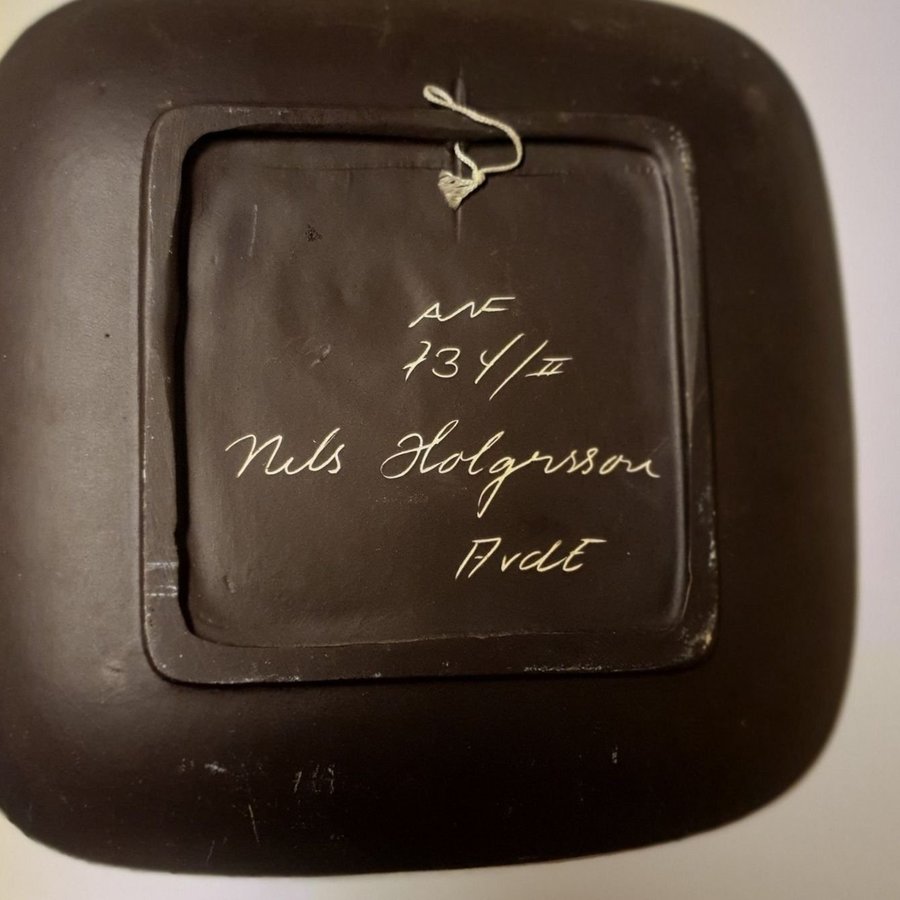 ANF
734/II
Nils Holgersson
AvdE